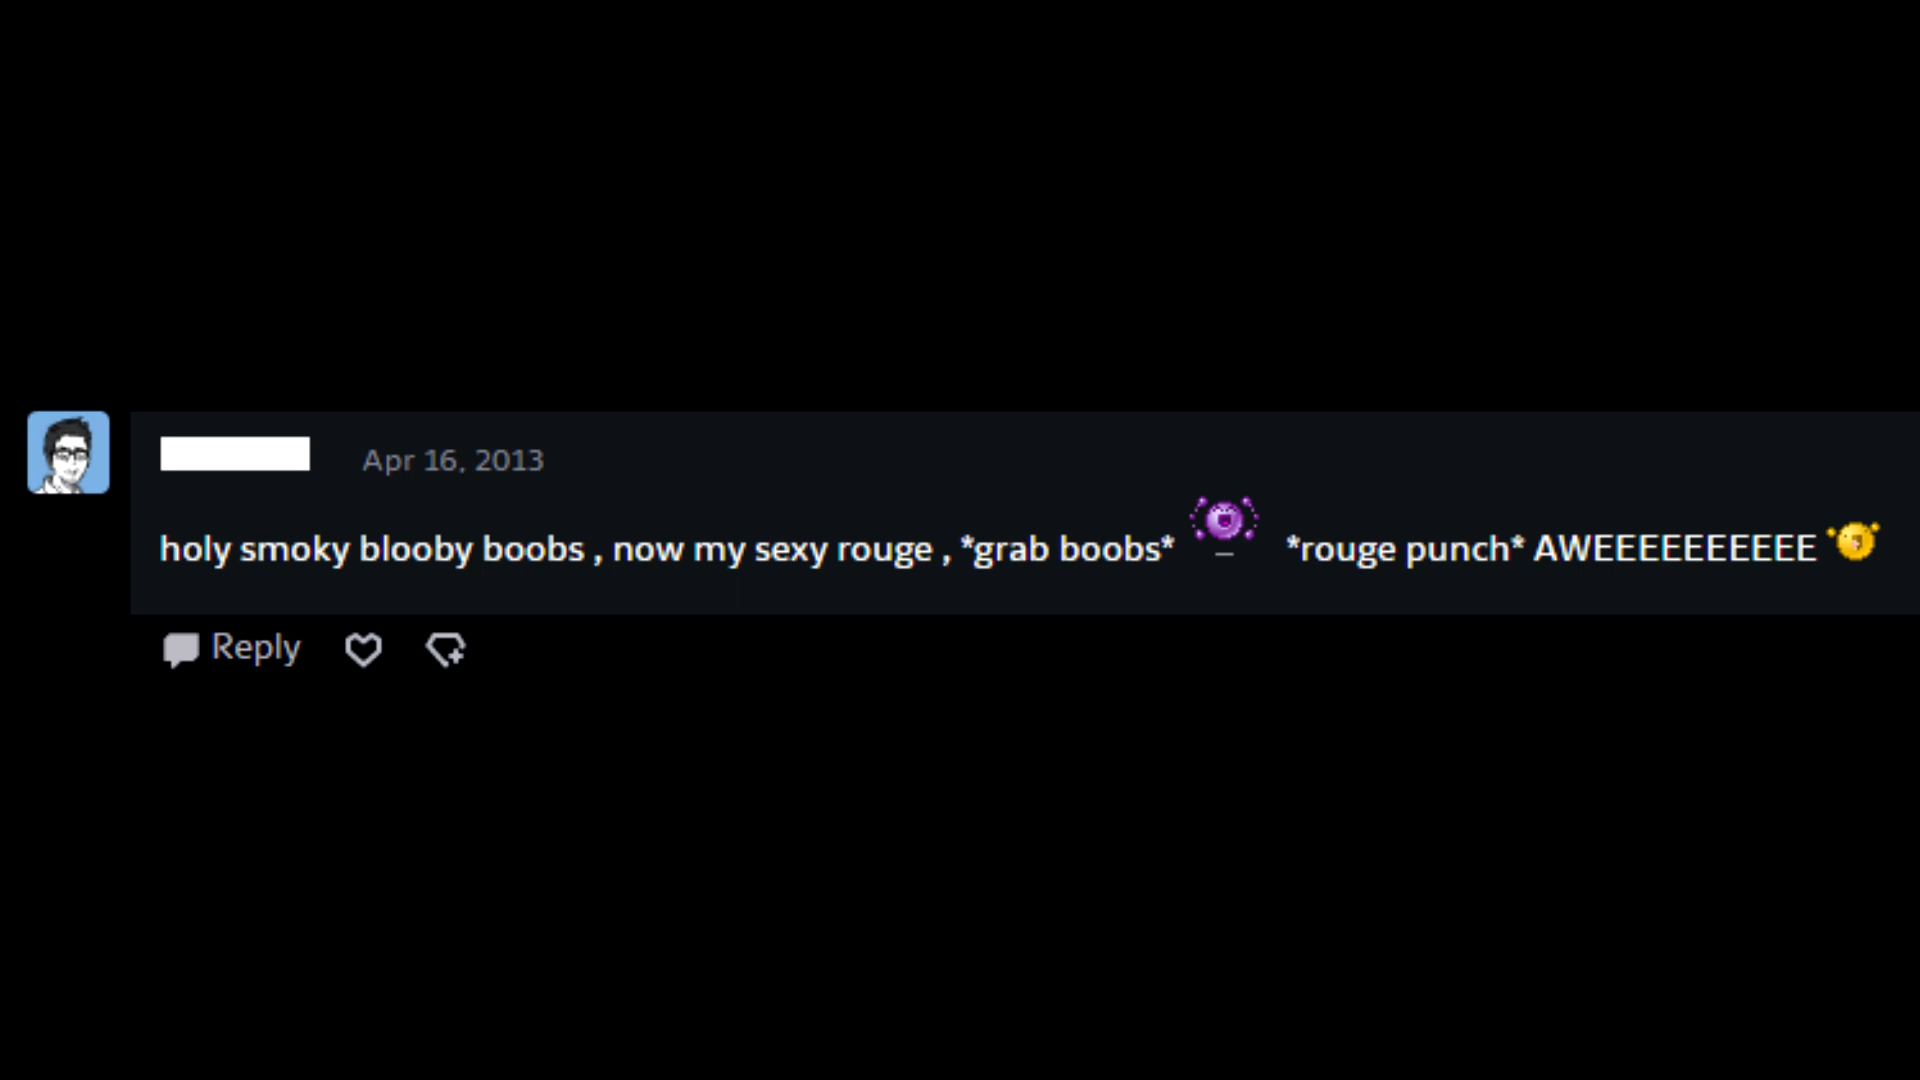 Apr 16, 2013
holy smoky blooby boobs , now my sexy rouge , *grab boobs* *rouge punch* AWEEEEEEEEEE
Reply